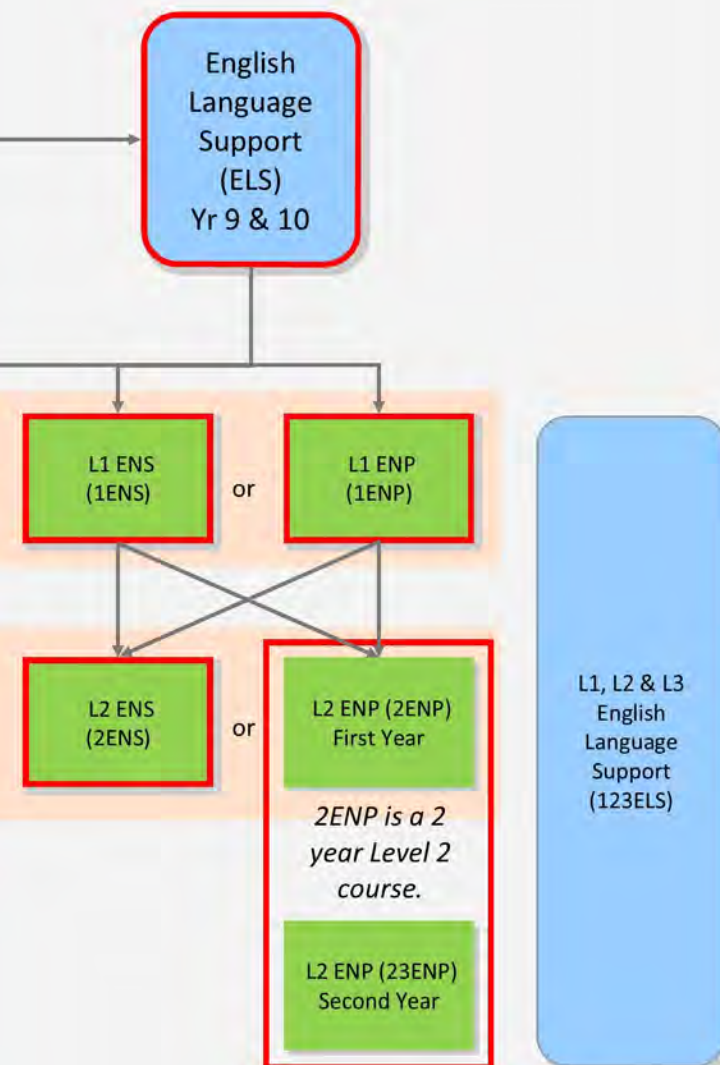 English
Language
Support
(ELS)
Yr 9 & 10
L1 ENS
(1ENS)
or
L1 ENP
(1ENP)
L2 ENS
(2ENS)
or
L2 ENP (2ENP)
First Year
2ENP is a 2
year Level 2
course.
L2 ENP (23ENP)
Second Year
L1, L2 & L3
English
Language
Support
(123ELS)